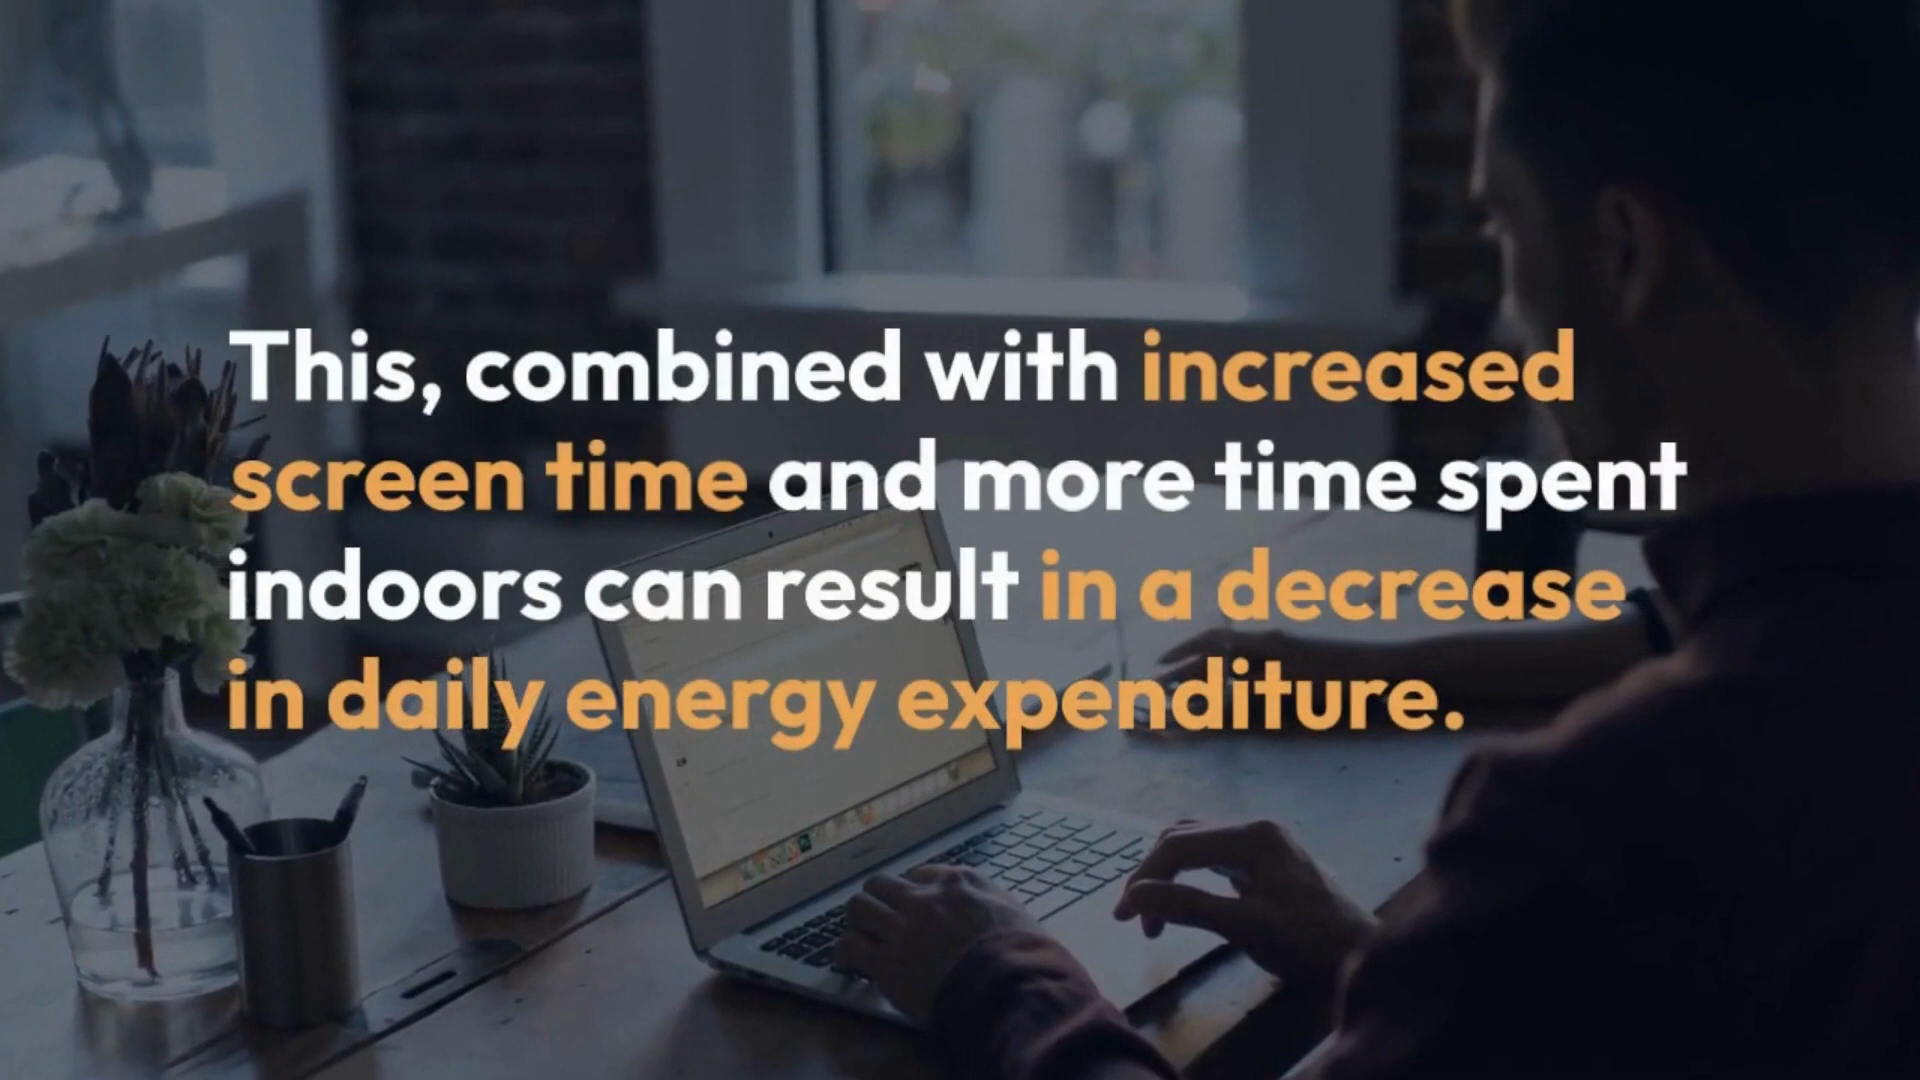 This, combined with increased
screen time and more time spent
indoors can result in a decrease
in daily energy expenditure.